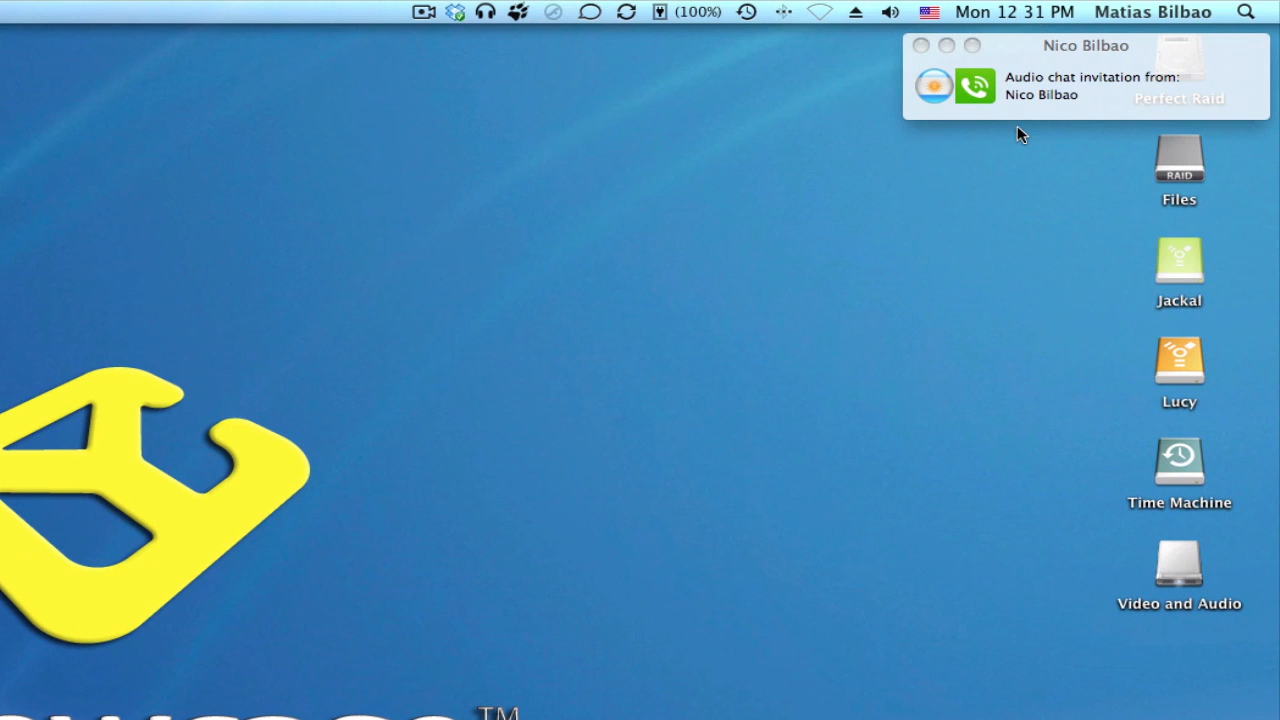 (100%)
Mon 12 31 PM
Matias Bilbao
Nico Bilbao
Audio chat invitation from:
Nico Bilbao
Perfect Raid
RAID
Files
Jackal
Lucy
Time Machine
Video and Audio
TM